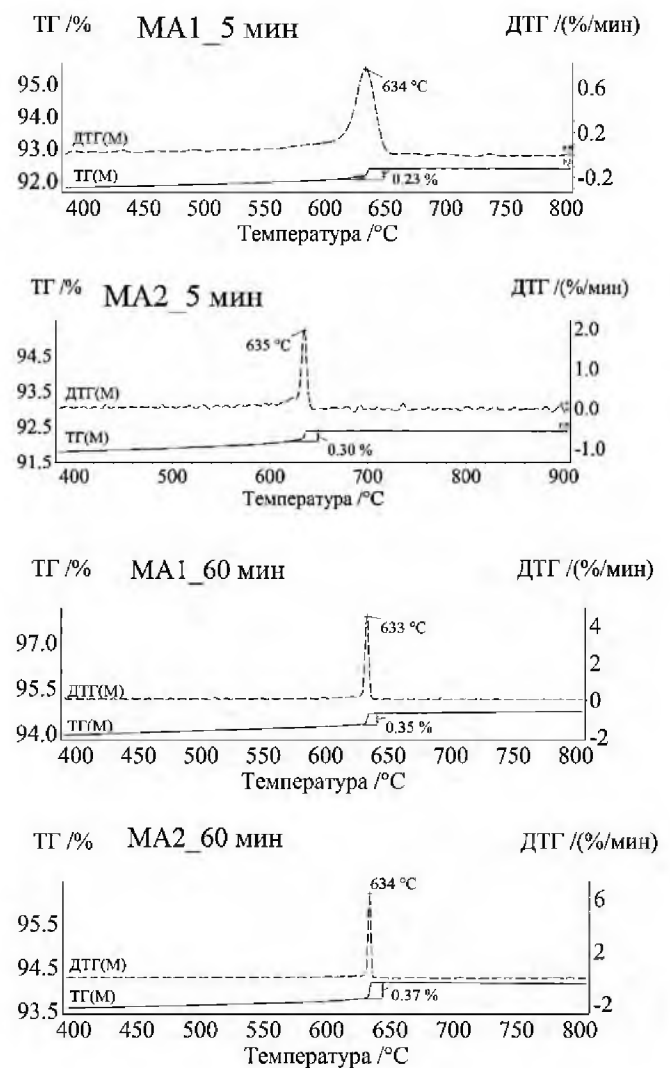 ТГ /% МА1_5 мин ДТГ /(%/мин)
634 °C
95.0 0.6
94.0
ДТГ(М) 0.2
93.0
ТГ(М) 0.23 % -0.2
92.0
400 450 500 550 600 650 700 750 800
Температура /°C
ТГ /% МА2_5 мин ДТГ /(%/мин)
2.0
635 °C
94.5 1.0
93.5 ДТГ(М) 0.0
92.5 ТГ(М)
0.30 % -1.0
91.5
400 500 600 700 800 900
Температура /°C
ТГ /% МА1_60 мин ДТГ /(%/мин)
633 °C 4
97.0
2
95.5 ДТГ(М) 0
ТГ(М) 0.35 %
94.0 -2
400 450 500 550 600 650 700 750 800
Температура /°C
ТГ /% МА2_60 мин ДТГ /(%/мин)
634 °C
6
95.5
2
94.5 ДТГ(М)
ТГ(М) 0.37 %
93.5 -2
400 450 500 550 600 650 700 750 800
Температура /°C